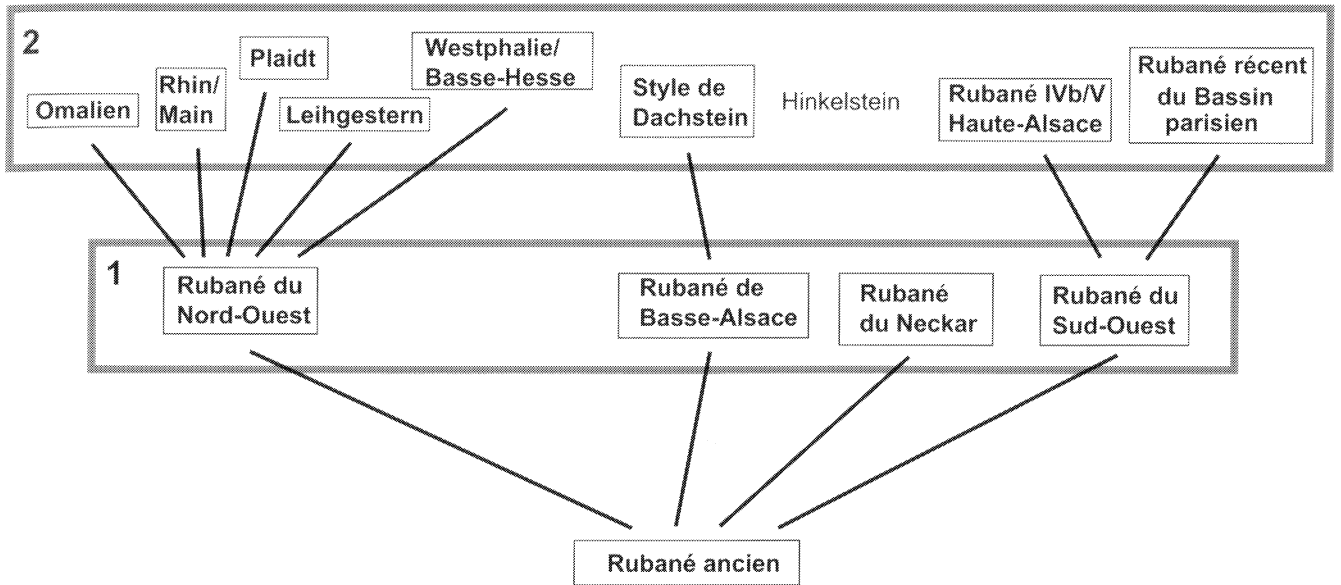 2
Omalien
Rhin/
Main
Plaidt
Leihgestern
Westphalie/
Basse-Hesse
Style de
Dachstein
Hinkelstein
Rubané IVb/V
Haute-Alsace
Rubané récent
du Bassin
parisien
1
Rubané du
Nord-Ouest
Rubané de
Basse-Alsace
Rubané
du Neckar
Rubané du
Sud-Ouest
Rubané ancien